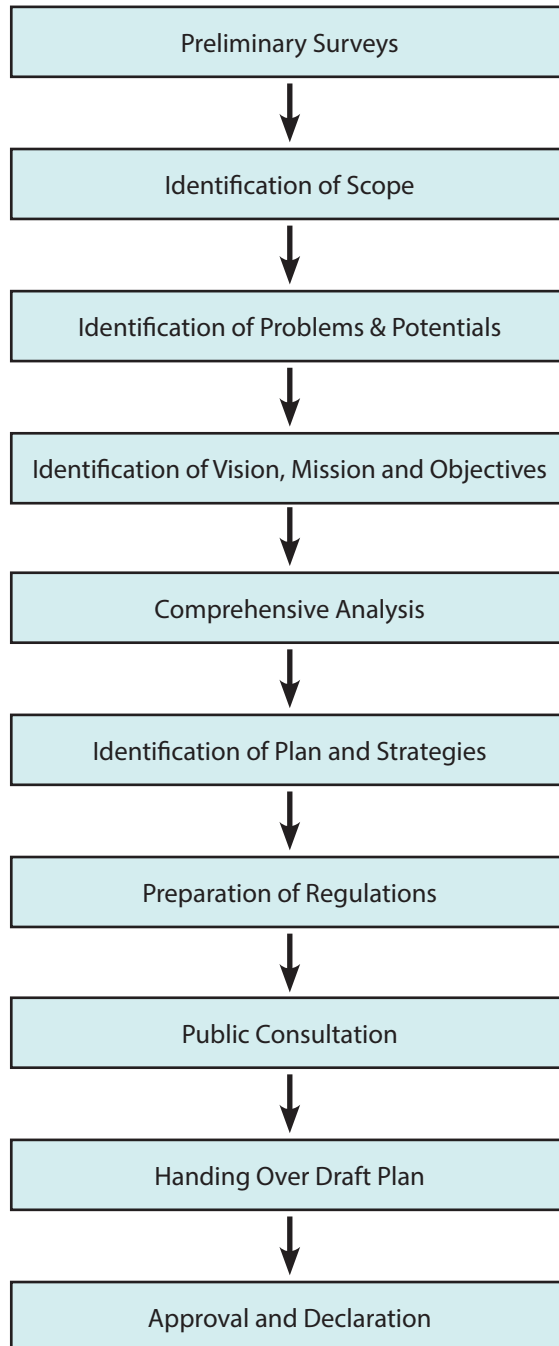 Preliminary Surveys
Identification of Scope
Identification of Problems & Potentials
Identification of Vision, Mission and Objectives
Comprehensive Analysis
Identification of Plan and Strategies
Preparation of Regulations
Public Consultation
Handing Over Draft Plan
Approval and Declaration